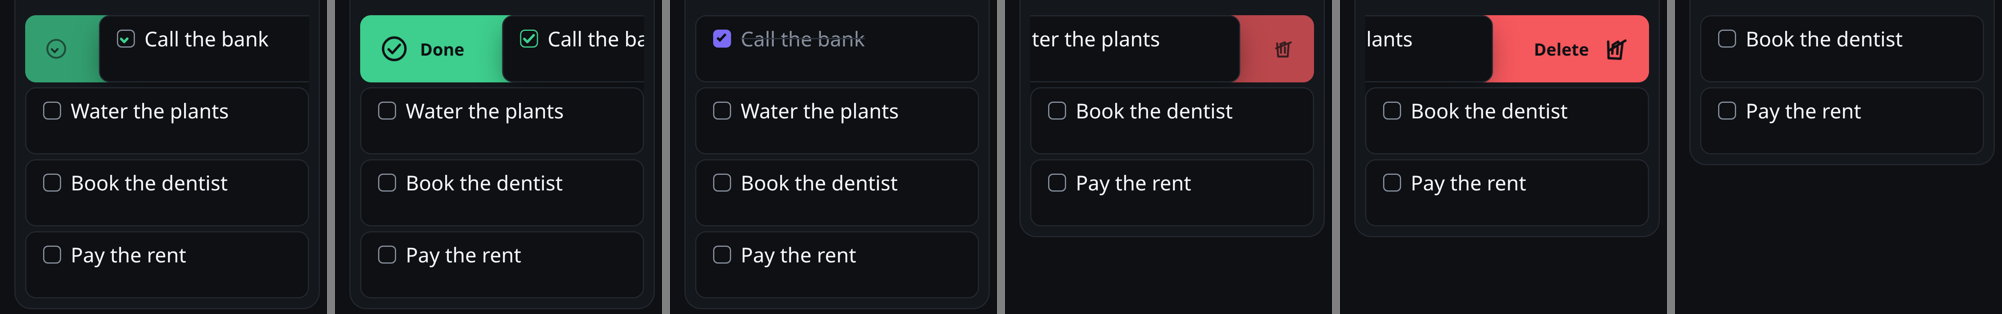 Call the bank
Water the plants
Book the dentist
Pay the rent
Done
Call the ba
Water the plants
Book the dentist
Pay the rent
Call the bank
Water the plants
Book the dentist
Pay the rent
ter the plants
Book the dentist
Pay the rent
lants
Delete
Book the dentist
Pay the rent
Book the dentist
Pay the rent